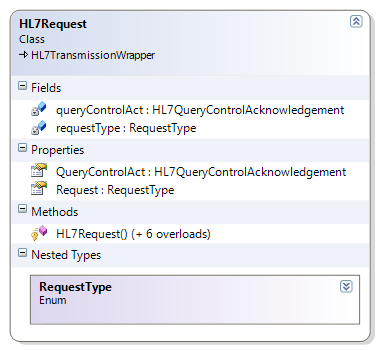 HL7Request
Class
HL7TransmissionWrapper
Fields
queryControlAct : HL7QueryControlAcknowledgement
requestType : RequestType
Properties
QueryControlAct : HL7QueryControlAcknowledgement
Request : RequestType
Methods
HL7Request() (+ 6 overloads)
Nested Types
RequestType
Enum